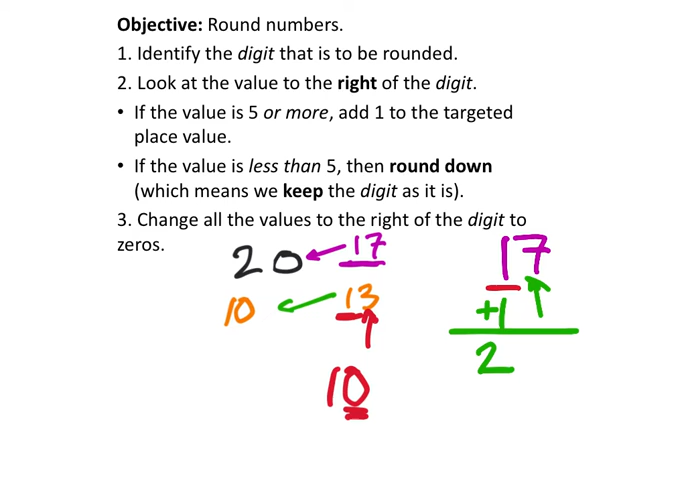 Objective: Round numbers.
1. Identify the digit that is to be rounded.
2. Look at the value to the right of the digit.
• If the value is 5 or more, add 1 to the targeted
place value.
• If the value is less than 5, then round down
(which means we keep the digit as it is).
3. Change all the values to the right of the digit to
zeros.
20 17
10 13
10
17
+1
2